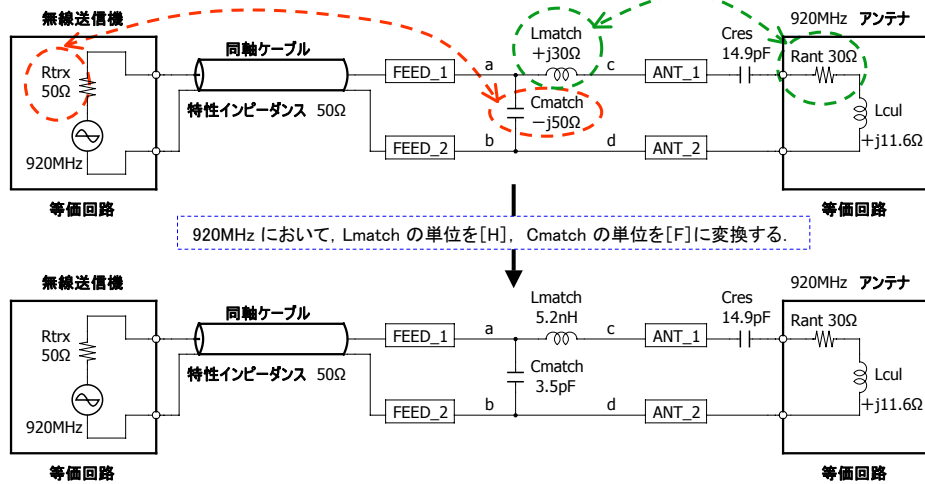 無線送信機
Rtrx
50Ω
920MHz
等価回路
同軸ケーブル
特性インピーダンス 50Ω
FEED_1
FEED_2
a
b
Lmatch
+j30Ω
c
Cmatch
−j50Ω
d
ANT_1
ANT_2
Cres
14.9pF
920MHz アンテナ
Rant 30Ω
Lcul
+j11.6Ω
等価回路
920MHz において, Lmatch の単位を[H], Cmatch の単位を[F]に変換する.
無線送信機
Rtrx
50Ω
920MHz
等価回路
同軸ケーブル
特性インピーダンス 50Ω
FEED_1
FEED_2
a
b
Lmatch
5.2nH
c
Cmatch
3.5pF
d
ANT_1
ANT_2
Cres
14.9pF
920MHz アンテナ
Rant 30Ω
Lcul
+j11.6Ω
等価回路